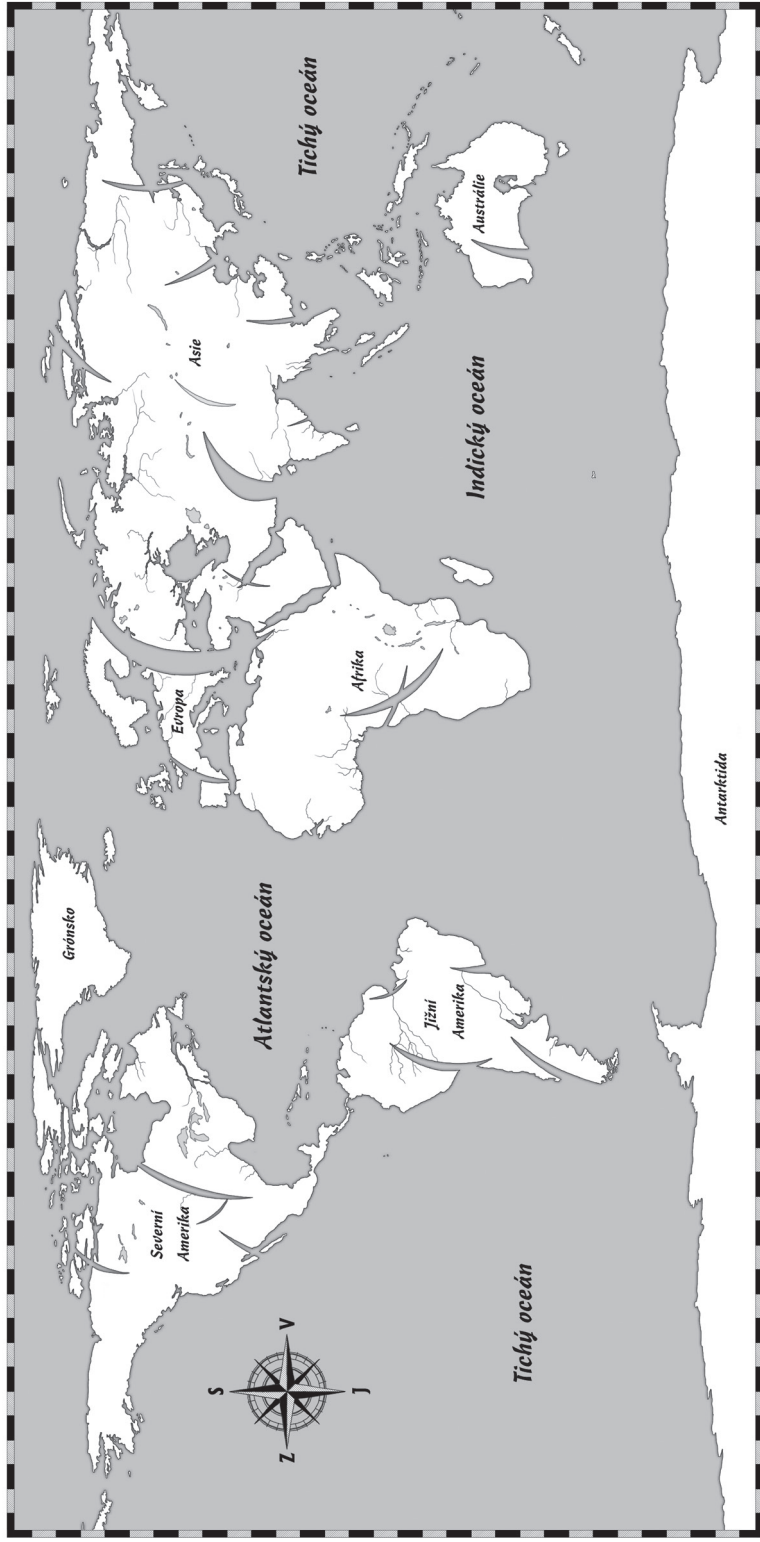 Grónsko
Severní
Amerika
Evropa
Asie
Tichý oceán
Atlantský oceán
Afrika
S
Z
V
J
Jižní
Amerika
Indický oceán
Austrálie
Tichý oceán
Antarktida